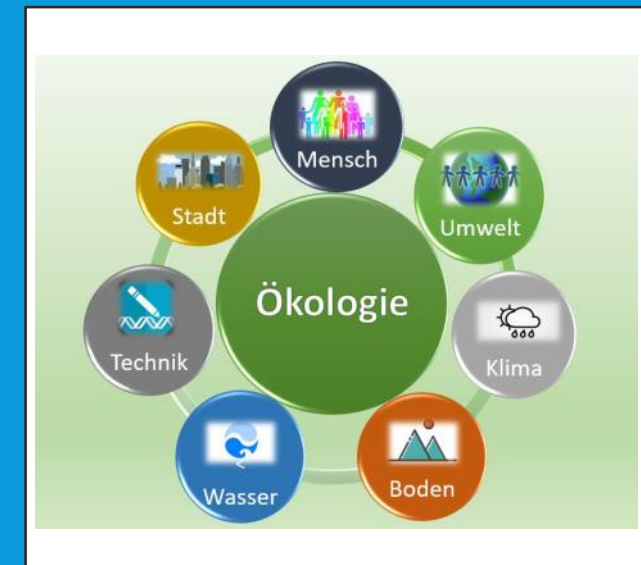 Mensch
Umwelt
Klima
Boden
Wasser
Technik
Stadt
Ökologie